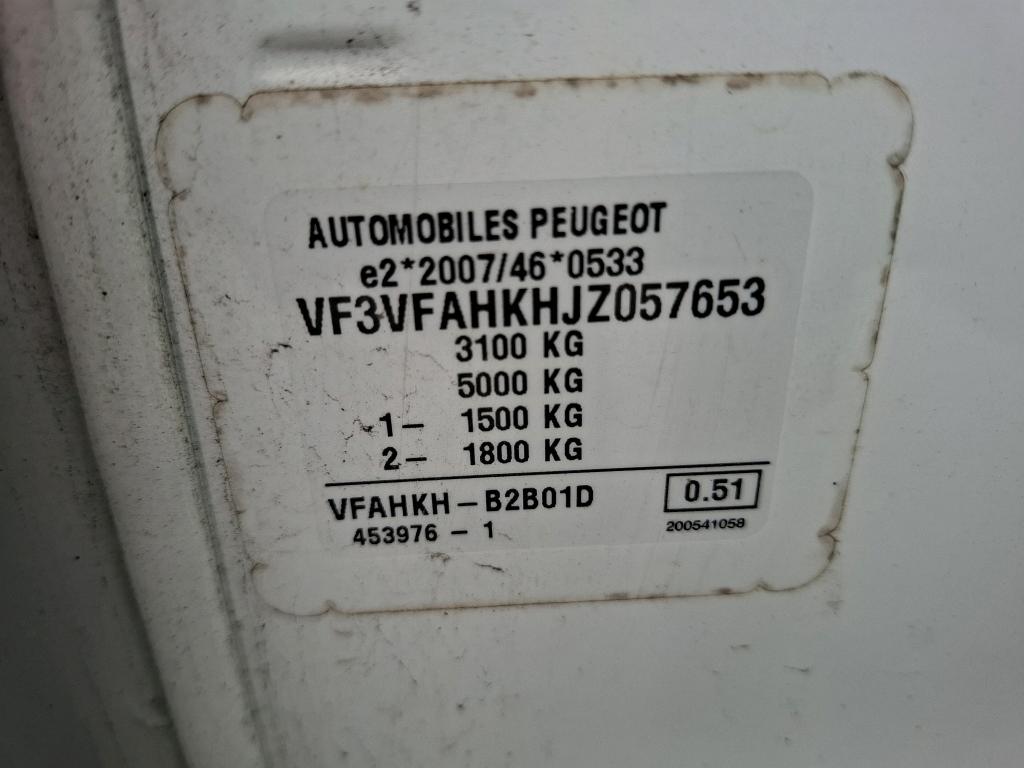 AUTOMOBILES PEUGEOT
e2*2007/46*0533
VF3VFAHKHJZ057653
3100 KG
5000 KG
1- 1500 KG
2- 1800 KG
VFAHKH-B2B01D 0.51
453976-1 200541058